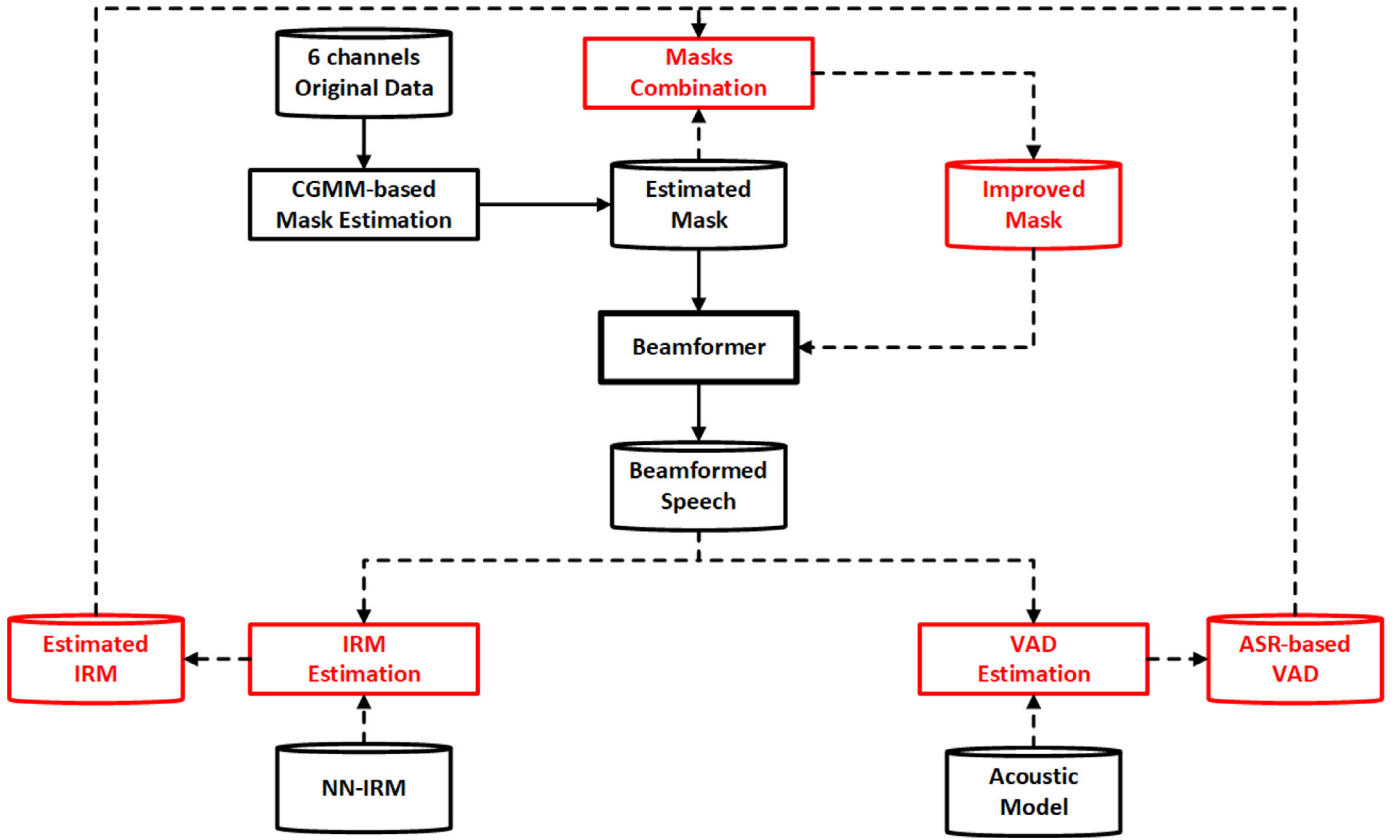 6 channels
Original Data
Masks
Combination
CGMM-based
Mask Estimation
Estimated
Mask
Improved
Mask
Beamformer
Beamformed
Speech
Estimated
IRM
IRM
Estimation
VAD
Estimation
ASR-based
VAD
NN-IRM
Acoustic
Model